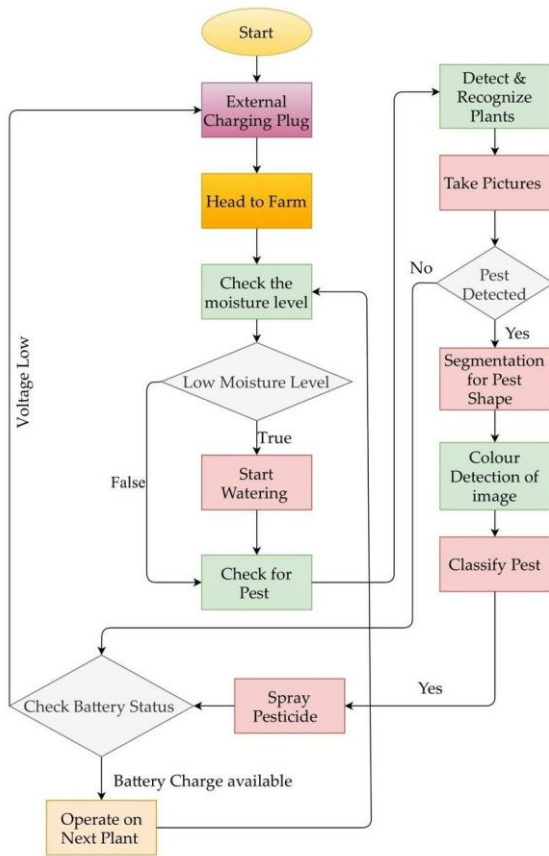 Start
External
Charging Plug
Head to Farm
Check the
moisture level
Low Moisture Level
True
False
Start
Watering
Check for
Pest
Detect &
Recognize
Plants
Take Pictures
Pest
Detected
No
Yes
Segmentation
for Pest
Shape
Colour
Detection of
image
Classify Pest
Yes
Spray
Pesticide
Check Battery Status
Voltage Low
Battery Charge available
Operate on
Next Plant